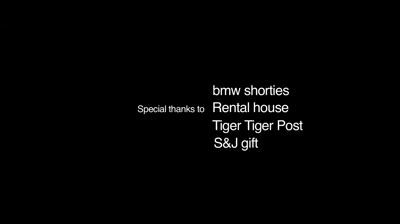 bmw shorties
Special thanks to Rental house
Tiger Tiger Post
S&J gift